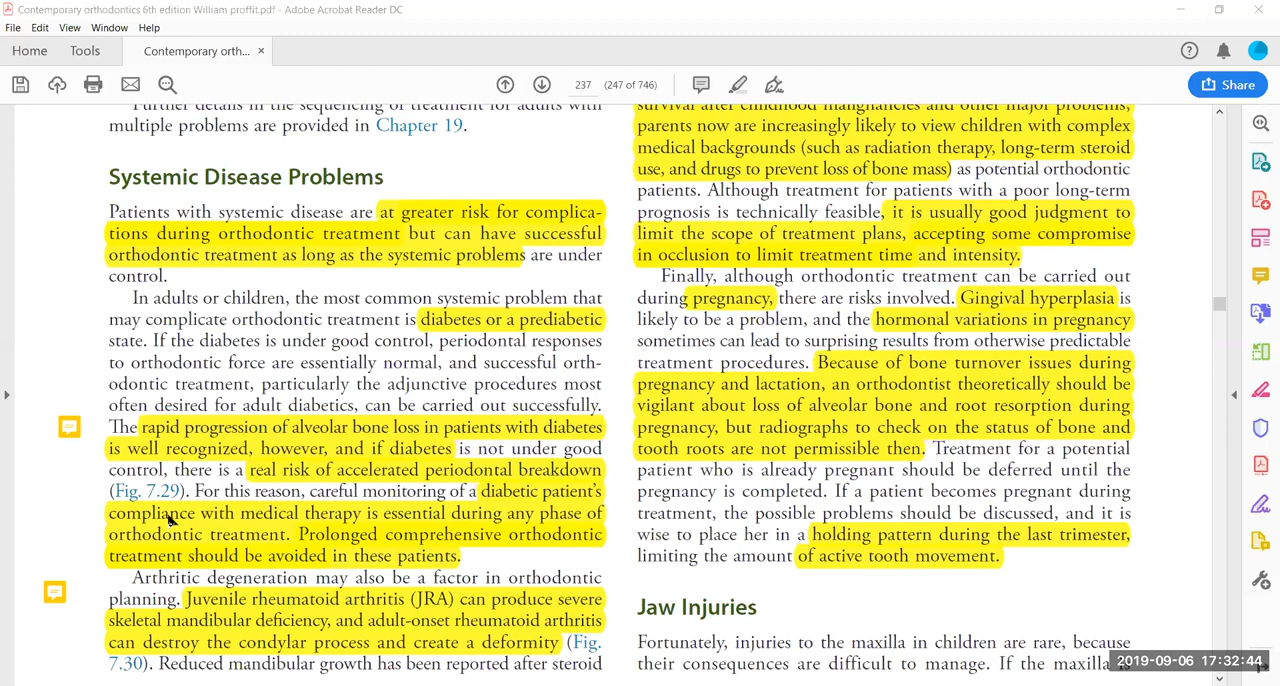 Contemporary orthodontics 6th edition William proffit.pdf - Adobe Acrobat Reader DC
File Edit View Window Help
Home Tools Contemporary orth... ×
237 (247 of 746) Share
Further details in the sequencing of treatment for adults with
multiple problems are provided in Chapter 19.
Systemic Disease Problems
Patients with systemic disease are at greater risk for complica-
tions during orthodontic treatment but can have successful
orthodontic treatment as long as the systemic problems are under
control.
In adults or children, the most common systemic problem that
may complicate orthodontic treatment is diabetes or a prediabetic
state. If the diabetes is under good control, periodontal responses
to orthodontic force are essentially normal, and successful orth-
odontic treatment, particularly the adjunctive procedures most
often desired for adult diabetics, can be carried out successfully.
The rapid progression of alveolar bone loss in patients with diabetes
is well recognized, however, and if diabetes is not under good
control, there is a real risk of accelerated periodontal breakdown
(Fig. 7.29). For this reason, careful monitoring of a diabetic patient's
compliance with medical therapy is essential during any phase of
orthodontic treatment. Prolonged comprehensive orthodontic
treatment should be avoided in these patients.
Arthritic degeneration may also be a factor in orthodontic
planning. Juvenile rheumatoid arthritis (JRA) can produce severe
skeletal mandibular deficiency, and adult-onset rheumatoid arthritis
can destroy the condylar process and create a deformity (Fig.
7.30). Reduced mandibular growth has been reported after steroid
survival after childhood malignancies and other major problems,
parents now are increasingly likely to view children with complex
medical backgrounds (such as radiation therapy, long-term steroid
use, and drugs to prevent loss of bone mass) as potential orthodontic
patients. Although treatment for patients with a poor long-term
prognosis is technically feasible, it is usually good judgment to
limit the scope of treatment plans, accepting some compromise
in occlusion to limit treatment time and intensity.
Finally, although orthodontic treatment can be carried out
during pregnancy, there are risks involved. Gingival hyperplasia is
likely to be a problem, and the hormonal variations in pregnancy
sometimes can lead to surprising results from otherwise predictable
treatment procedures. Because of bone turnover issues during
pregnancy and lactation, an orthodontist theoretically should be
vigilant about loss of alveolar bone and root resorption during
pregnancy, but radiographs to check on the status of bone and
tooth roots are not permissible then. Treatment for a potential
patient who is already pregnant should be deferred until the
pregnancy is completed. If a patient becomes pregnant during
treatment, the possible problems should be discussed, and it is
wise to place her in a holding pattern during the last trimester,
limiting the amount of active tooth movement.
Jaw Injuries
Fortunately, injuries to the maxilla in children are rare, because
their consequences are difficult to manage. If the maxilla is
2019-09-06 17:32:44